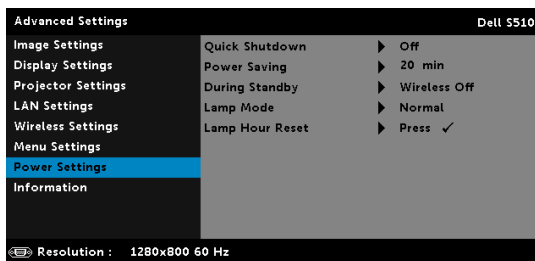 Advanced Settings Dell S510
Image Settings Quick Shutdown Off
Display Settings Power Saving 20 min
Projector Settings During Standby Wireless Off
LAN Settings Lamp Mode Normal
Wireless Settings Lamp Hour Reset Press ✓
Menu Settings
Power Settings
Information
Resolution : 1280x800 60 Hz